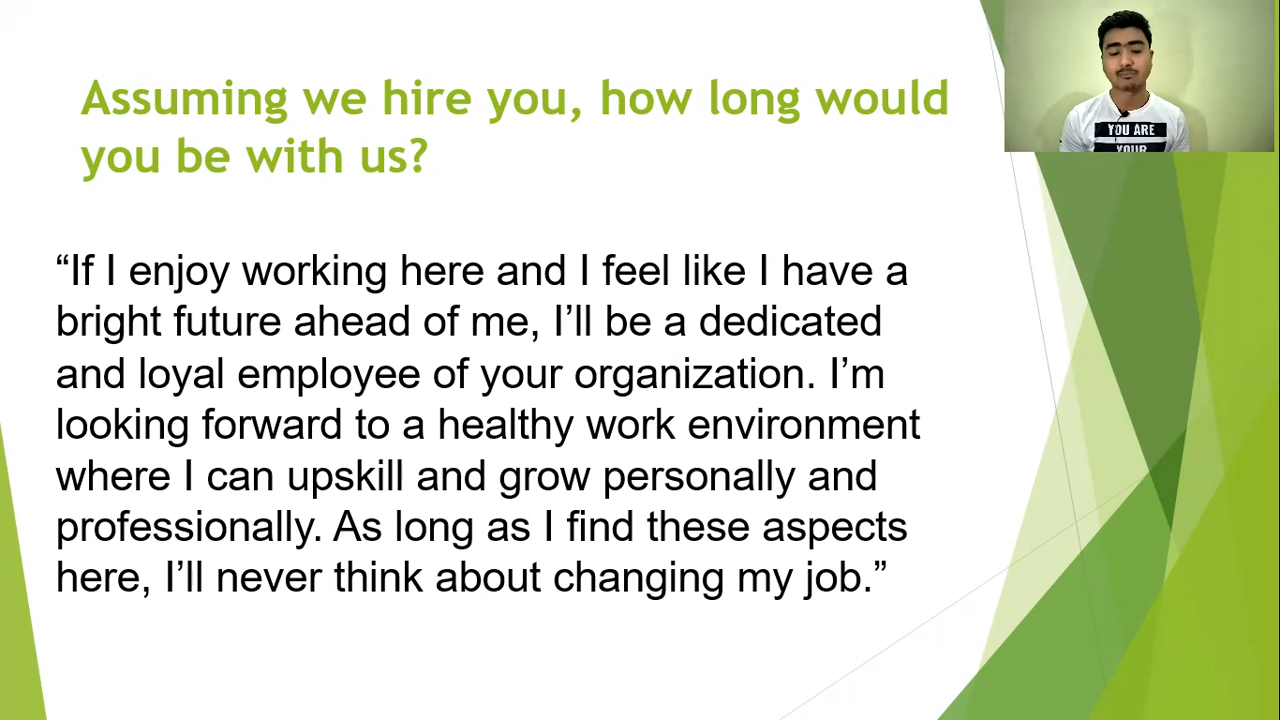 Assuming we hire you, how long would
you be with us?
“If I enjoy working here and I feel like I have a
bright future ahead of me, I’ll be a dedicated
and loyal employee of your organization. I’m
looking forward to a healthy work environment
where I can upskill and grow personally and
professionally. As long as I find these aspects
here, I’ll never think about changing my job.”
YOU ARE
YOUR